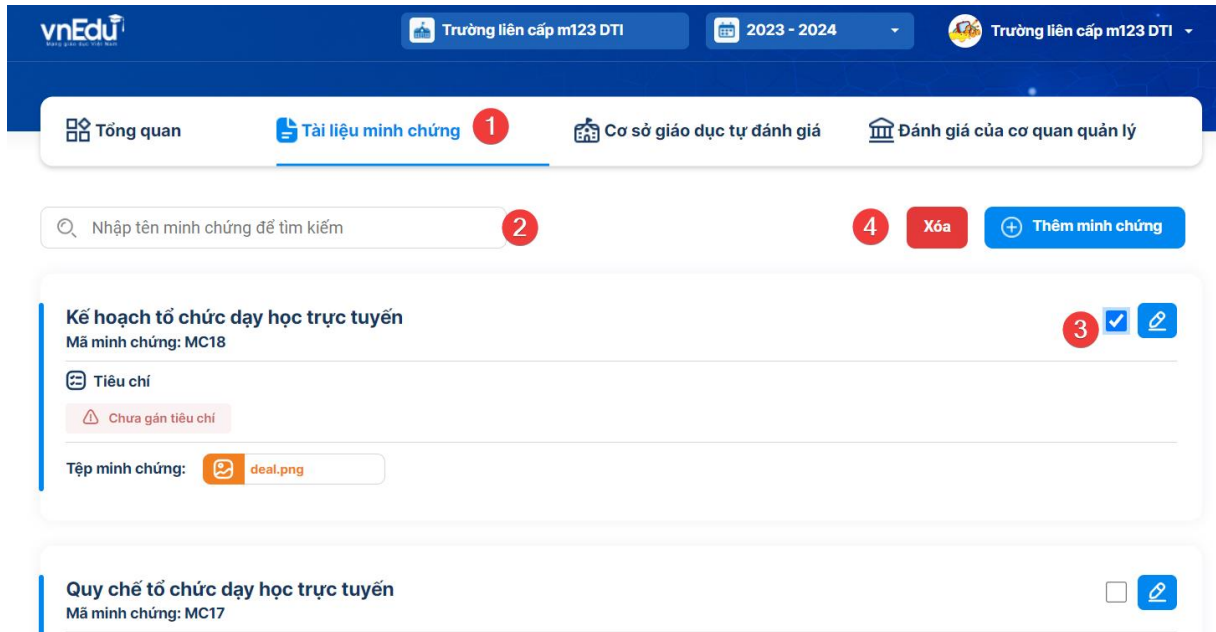 vnEdu
Mạng giáo dục Việt Nam
Trường liên cấp m123 DTI
2023 - 2024
Trường liên cấp m123 DTI
Tổng quan
Tài liệu minh chứng
1
Cơ sở giáo dục tự đánh giá
Đánh giá của cơ quan quản lý
Nhập tên minh chứng để tìm kiếm
2
4
Xóa
Thêm minh chứng
Kế hoạch tổ chức dạy học trực tuyến
3
Mã minh chứng: MC18
Tiêu chí
Chưa gán tiêu chí
Tệp minh chứng:
deal.png
Quy chế tổ chức dạy học trực tuyến
Mã minh chứng: MC17